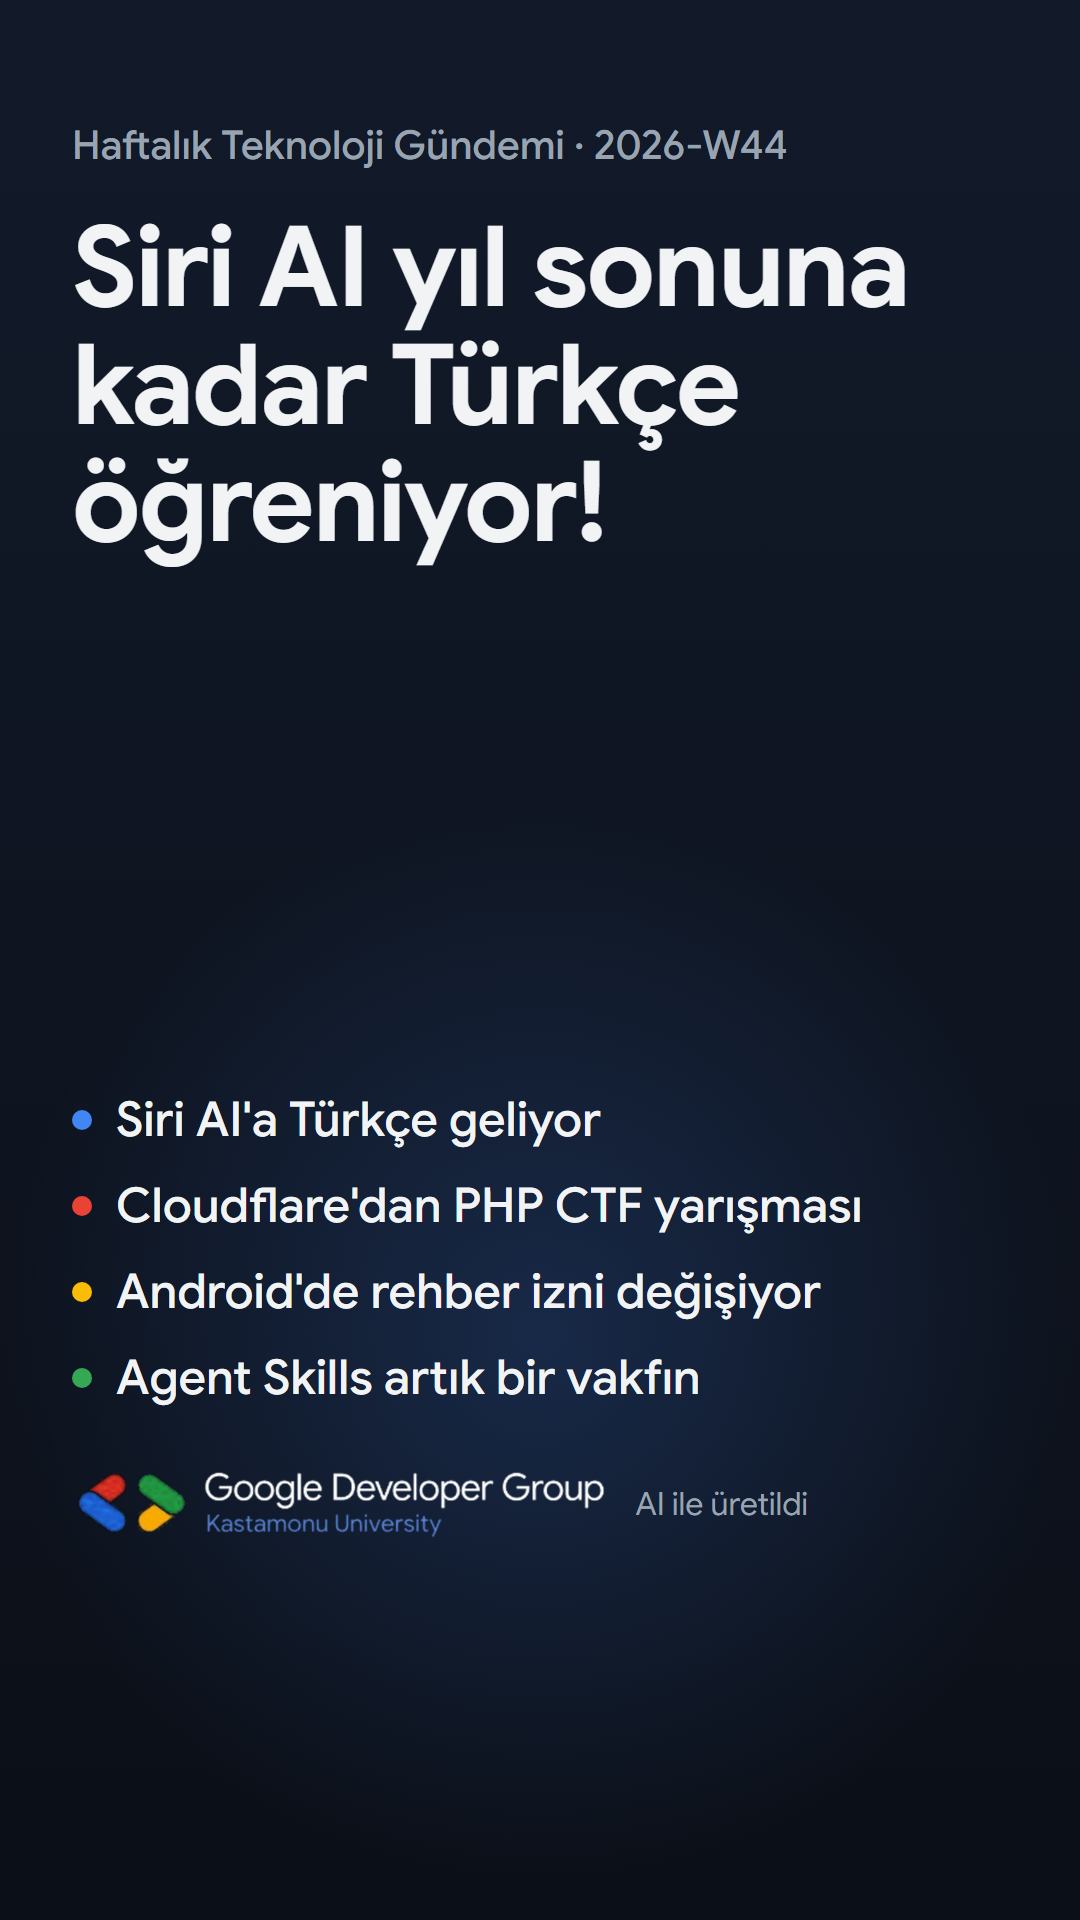 Haftalık Teknoloji Gündemi · 2026-W44
Siri AI yıl sonuna
kadar Türkçe
öğreniyor!
Siri AI'a Türkçe geliyor
Cloudflare'dan PHP CTF yarışması
Android'de rehber izni değişiyor
Agent Skills artık bir vakfın
Google Developer Group
Kastamonu University
AI ile üretildi